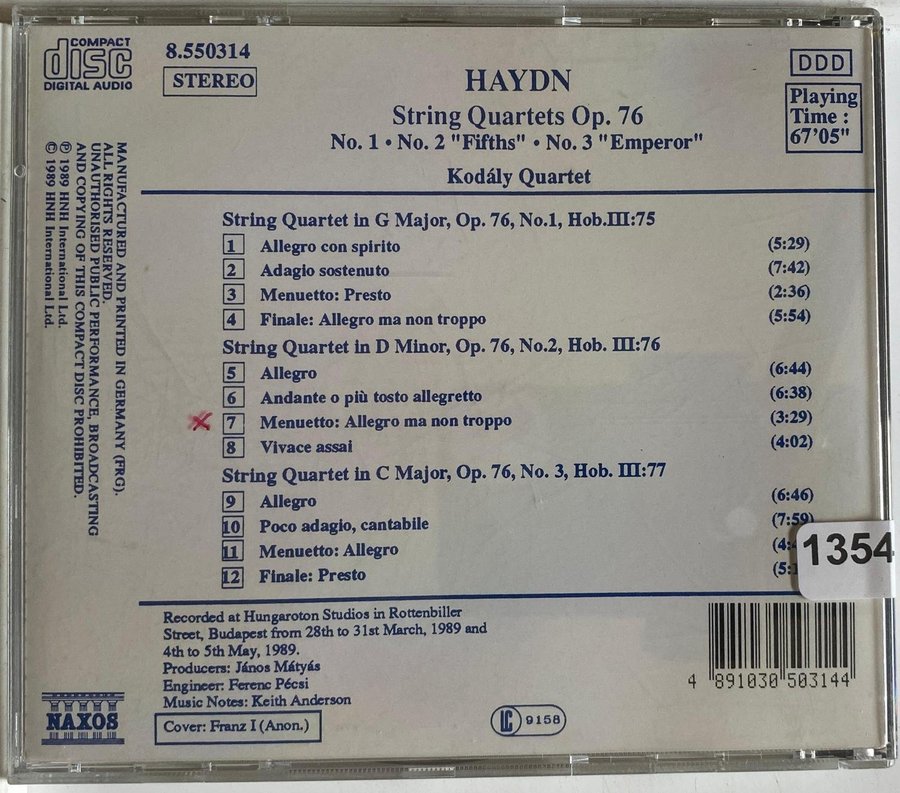 COMPACT
disc
DIGITAL AUDIO
8.550314
STEREO
HAYDN
String Quartets Op. 76
No. 1 • No. 2 "Fifths" • No. 3 "Emperor"
Kodály Quartet
DDD
Playing
Time :
67'05"
String Quartet in G Major, Op. 76, No.1, Hob.III:75
1 Allegro con spirito (5:29)
2 Adagio sostenuto (7:42)
3 Menuetto: Presto (2:36)
4 Finale: Allegro ma non troppo (5:54)
String Quartet in D Minor, Op. 76, No.2, Hob. III:76
5 Allegro (6:44)
6 Andante o più tosto allegretto (6:38)
7 Menuetto: Allegro ma non troppo (3:29)
8 Vivace assai (4:02)
String Quartet in C Major, Op. 76, No. 3, Hob. III:77
9 Allegro (6:46)
10 Poco adagio, cantabile (7:59)
11 Menuetto: Allegro
12 Finale: Presto
1354
Recorded at Hungaroton Studios in Rottenbiller
Street, Budapest from 28th to 31st March, 1989 and
4th to 5th May, 1989.
Producers: János Mátyás
Engineer: Ferenc Pécsi
Music Notes: Keith Anderson
Cover: Franz I (Anon.)
LC 9158
4 891030 503144
NAXOS
MANUFACTURED AND PRINTED IN GERMANY (FRG).
ALL RIGHTS RESERVED.
UNAUTHORISED PUBLIC PERFORMANCE, BROADCASTING
AND COPYING OF THIS COMPACT DISC PROHIBITED.
℗ 1989 HNH International Ltd.
© 1989 HNH International Ltd.